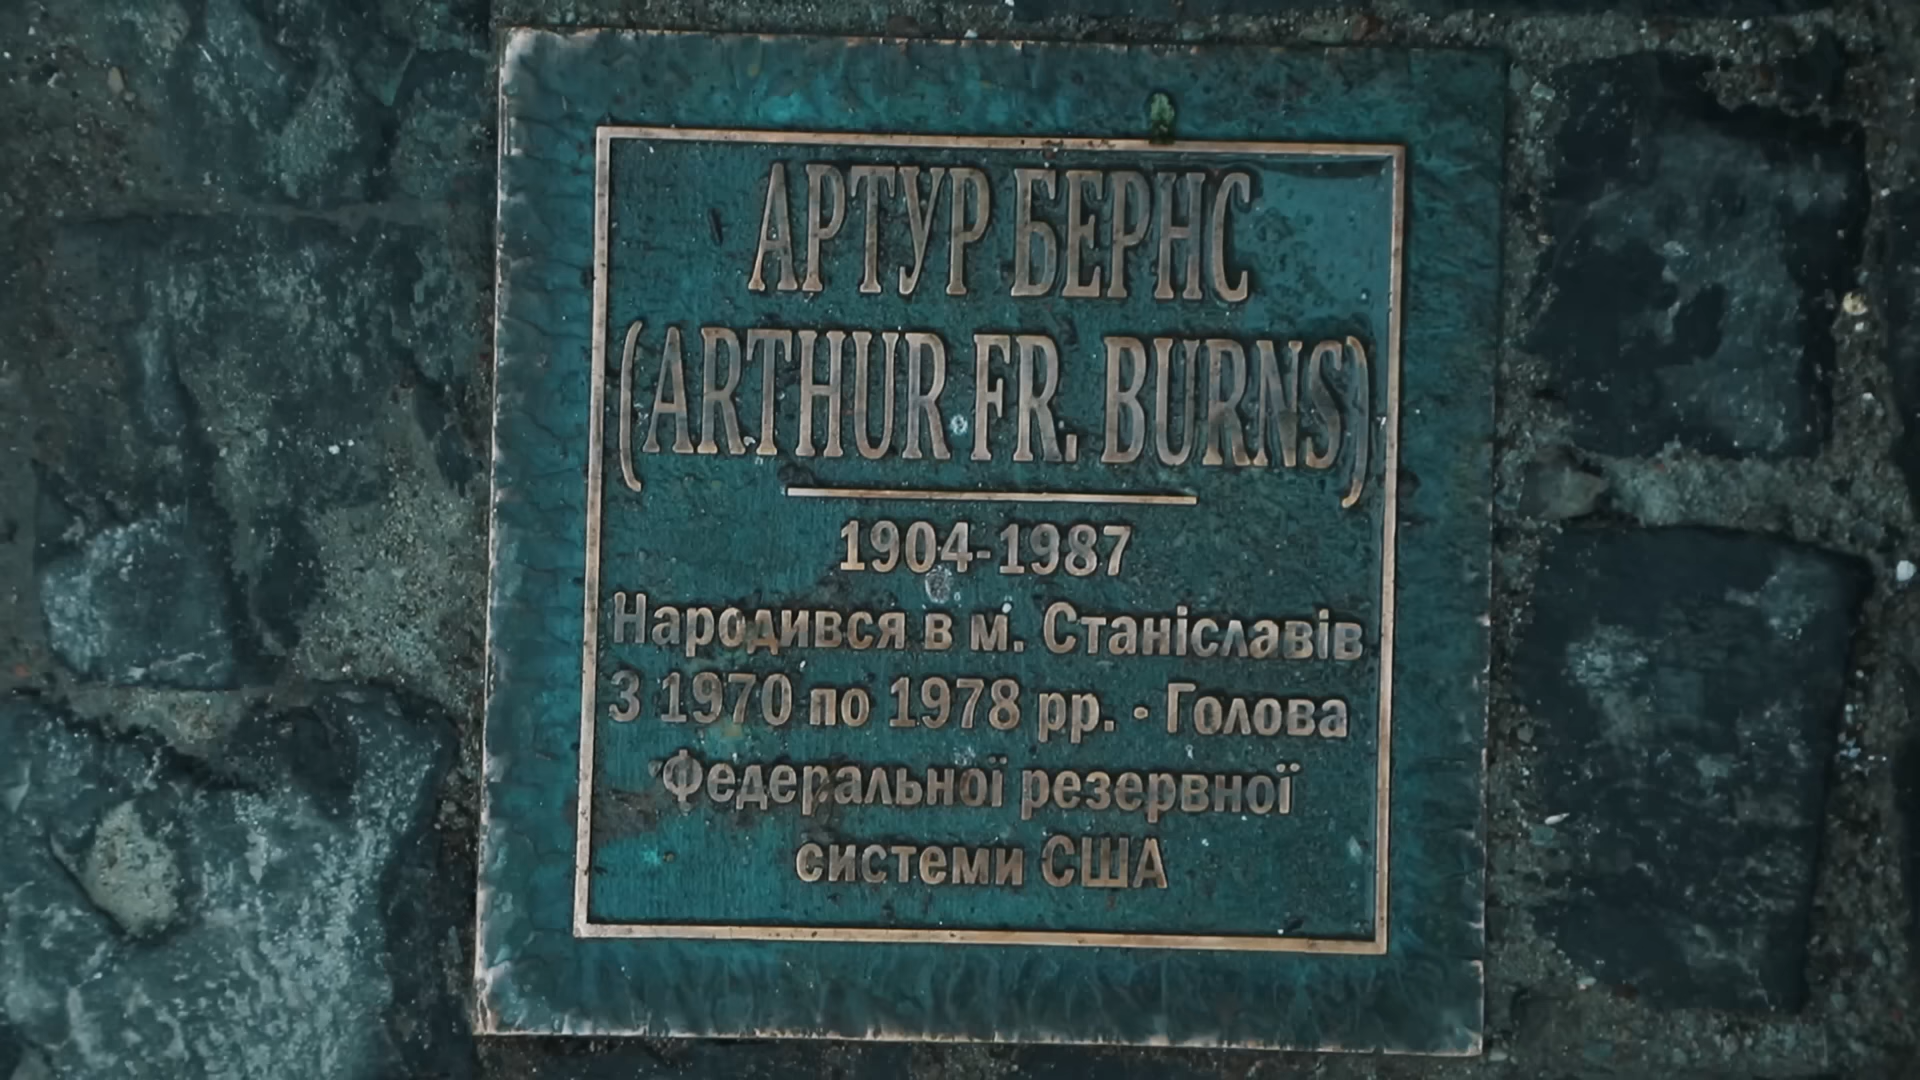 АРТУР БЕРНС
(ARTHUR FR. BURNS)
1904-1987
Народився в м. Станіславів
З 1970 по 1978 рр. - Голова
Федеральної резервної
системи США